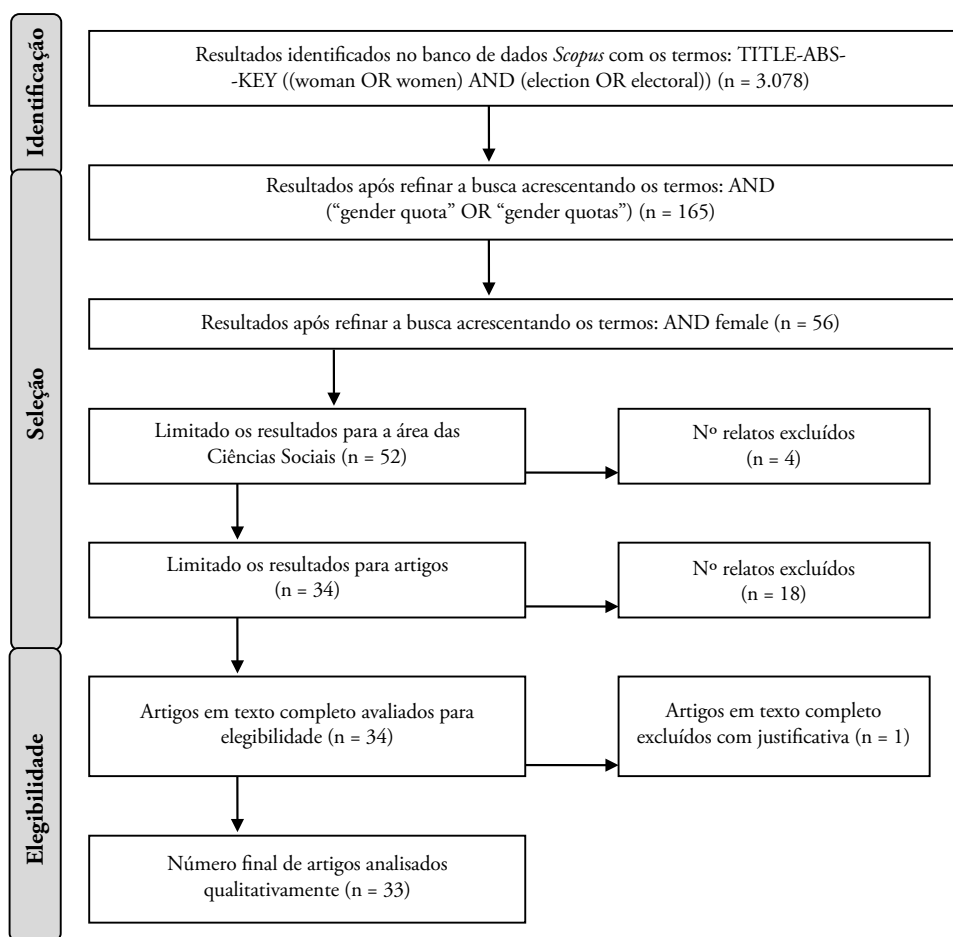 Identificação
Resultados identificados no banco de dados Scopus com os termos: TITLE-ABS-
-KEY ((woman OR women) AND (election OR electoral)) (n = 3.078)
Seleção
Resultados após refinar a busca acrescentando os termos: AND
(“gender quota” OR “gender quotas”) (n = 165)
Resultados após refinar a busca acrescentando os termos: AND female (n = 56)
Limitado os resultados para a área das
Ciências Sociais (n = 52)
Nº relatos excluídos
(n = 4)
Limitado os resultados para artigos
(n = 34)
Nº relatos excluídos
(n = 18)
Elegibilidade
Artigos em texto completo avaliados para
elegibilidade (n = 34)
Artigos em texto completo
excluídos com justificativa (n = 1)
Número final de artigos analisados
qualitativamente (n = 33)